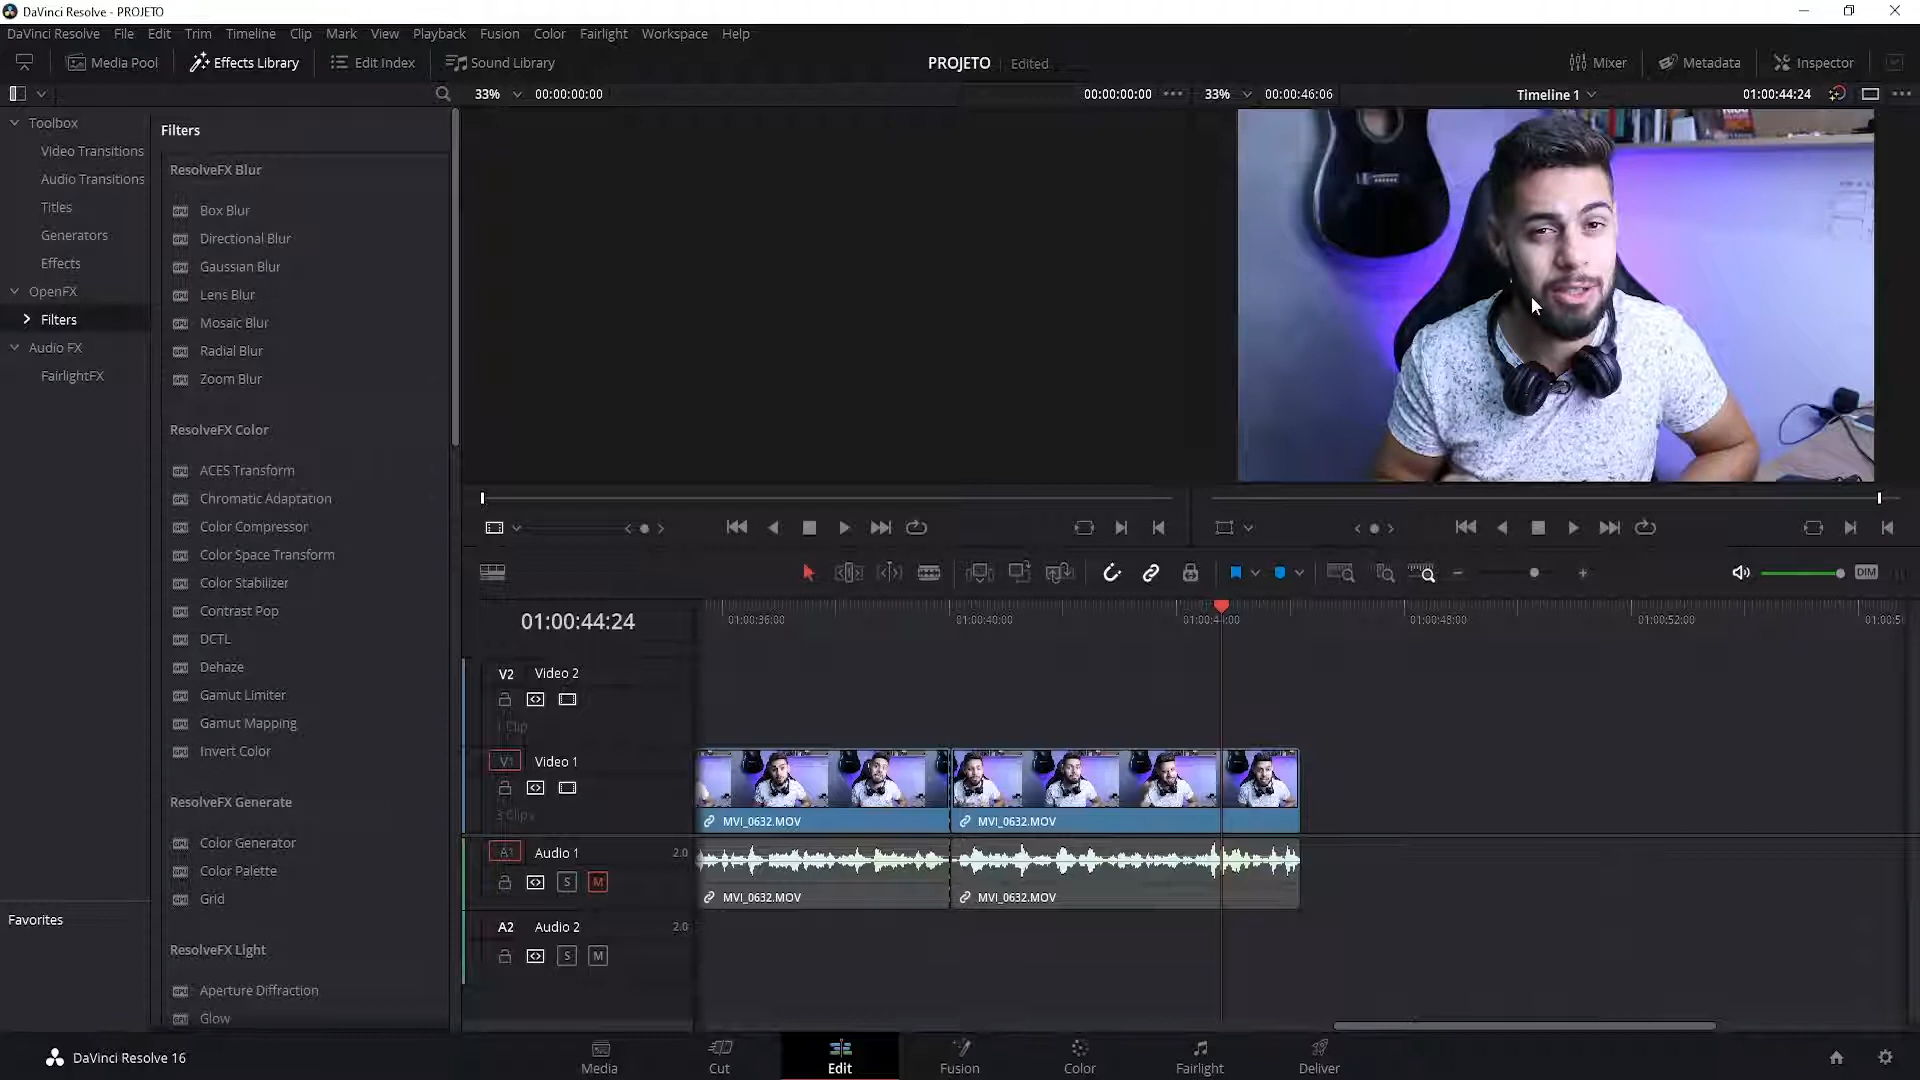 DaVinci Resolve - PROJETO
DaVinci Resolve File Edit Trim Timeline Clip Mark View Playback Fusion Color Fairlight Workspace Help
Media Pool Effects Library Edit Index Sound Library PROJETO Edited Mixer Metadata Inspector
33% 00:00:00:00 00:00:00:00 33% 00:00:46:06 Timeline 1 01:00:44:24
Toolbox
Video Transitions
Audio Transitions
Titles
Generators
Effects
OpenFX
Filters
Audio FX
FairlightFX
Favorites
Filters
ResolveFX Blur
Box Blur
Directional Blur
Gaussian Blur
Lens Blur
Mosaic Blur
Radial Blur
Zoom Blur
ResolveFX Color
ACES Transform
Chromatic Adaptation
Color Compressor
Color Space Transform
Color Stabilizer
Contrast Pop
DCTL
Dehaze
Gamut Limiter
Gamut Mapping
Invert Color
ResolveFX Generate
Color Generator
Color Palette
Grid
ResolveFX Light
Aperture Diffraction
Glow
DIM
01:00:44:24
01:00:36:00 01:00:40:00 01:00:44:00 01:00:48:00 01:00:52:00
V2 Video 2
1 Clip
V1 Video 1
3 Clips
MVI_0632.MOV MVI_0632.MOV
A1 Audio 1 2.0
S M
MVI_0632.MOV MVI_0632.MOV
A2 Audio 2 2.0
S M
DaVinci Resolve 16
Media Cut Edit Fusion Color Fairlight Deliver